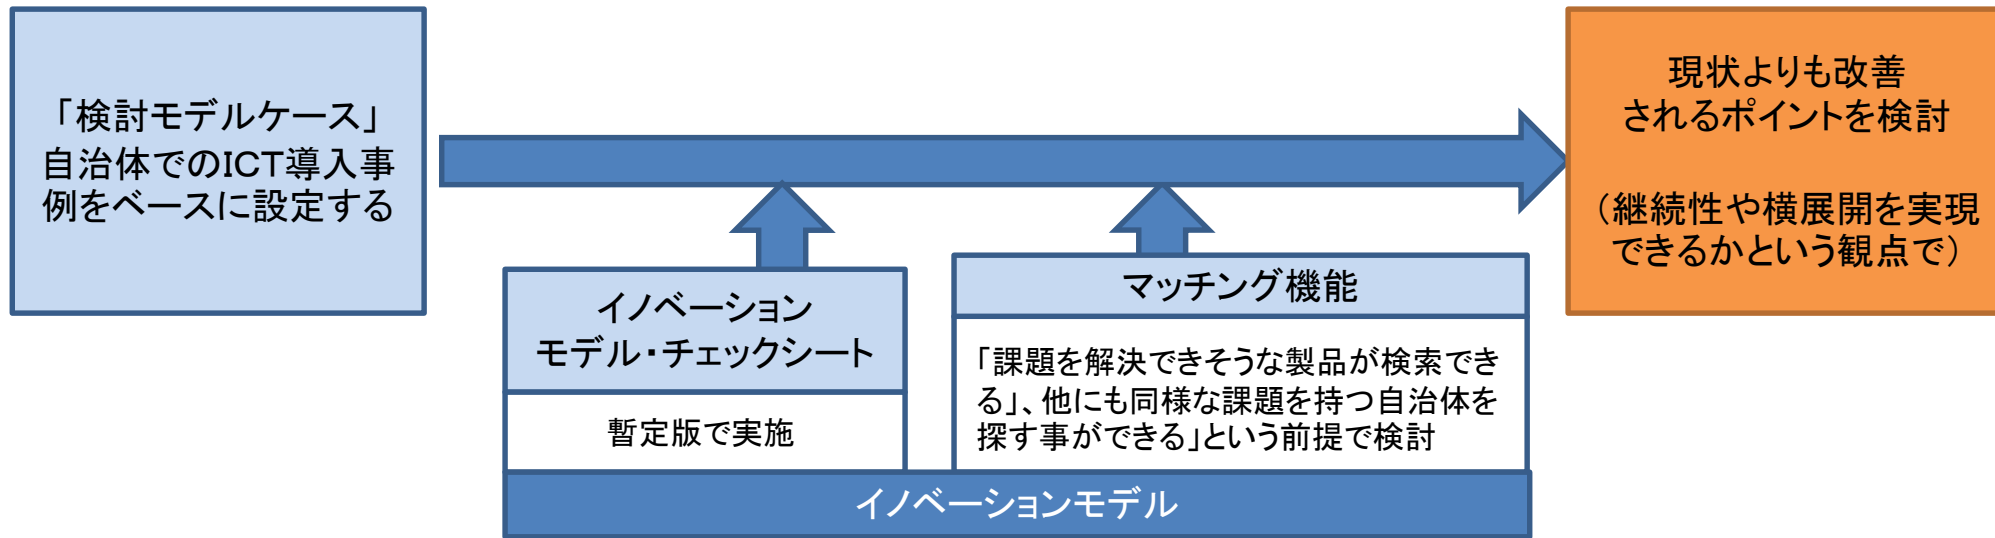 「検討モデルケース」
自治体でのICT導入事
例をベースに設定する
現状よりも改善
されるポイントを検討
(継続性や横展開を実現
できるかという観点で)
イノベーション
モデル・チェックシート
暫定版で実施
マッチング機能
「課題を解決できそうな製品が検索でき
る」、他にも同様な課題を持つ自治体を
探す事ができる」という前提で検討
イノベーションモデル